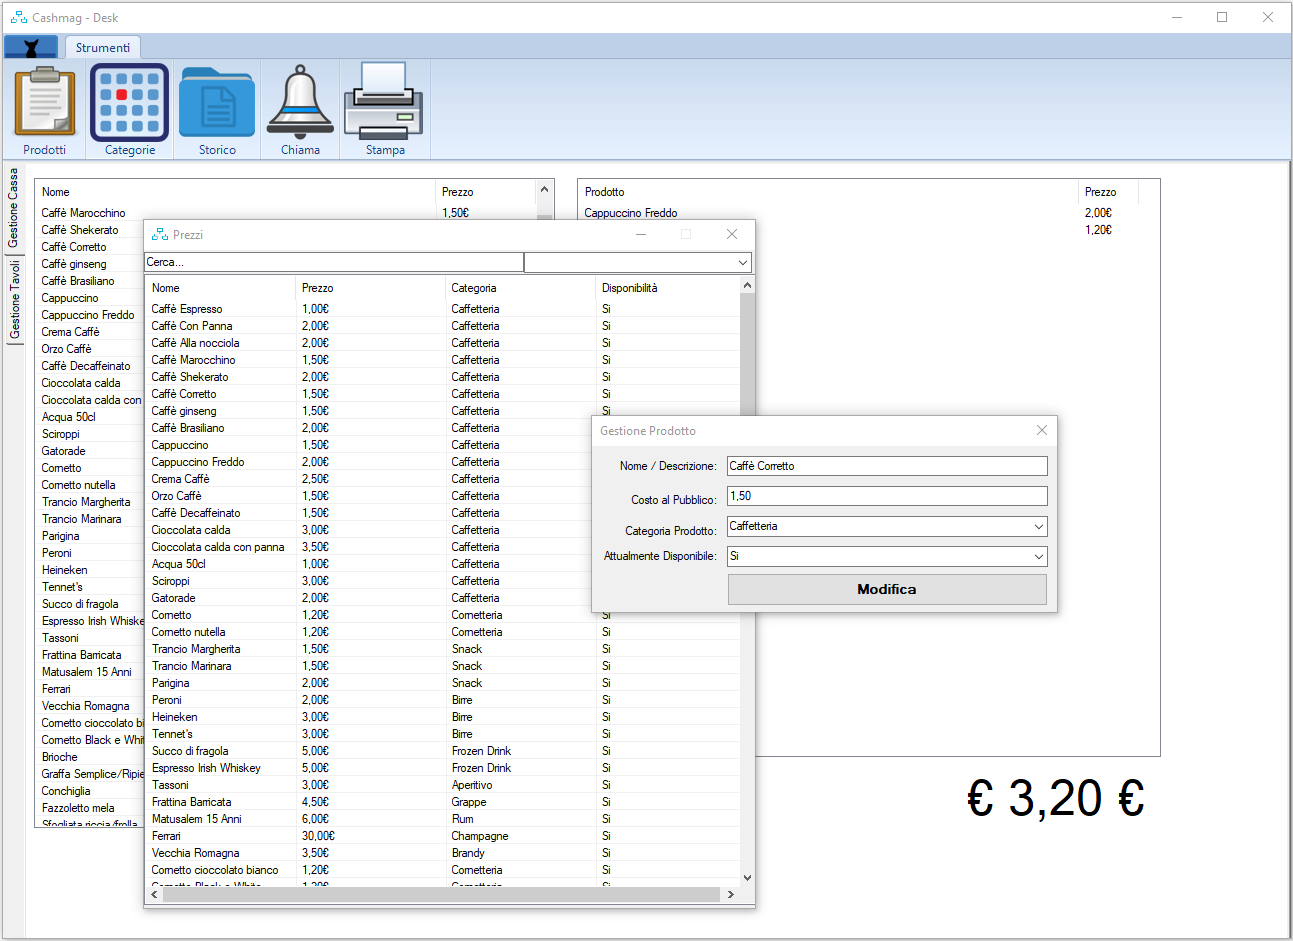 Cashmag - Desk
Strumenti
Prodotti
Categorie
Storico
Chiama
Stampa
Gestione Cassa
Gestione Tavoli
Nome Prezzo
Caffè Marocchino 1,50€
Caffè Shekerato
Caffè Corretto
Caffè ginseng
Caffè Brasiliano
Cappuccino
Cappuccino Freddo
Crema Caffè
Orzo Caffè
Caffè Decaffeinato
Cioccolata calda
Cioccolata calda con
Acqua 50cl
Sciroppi
Gatorade
Cornetto
Cornetto nutella
Trancio Margherita
Trancio Marinara
Parigina
Peroni
Heineken
Tennet's
Succo di fragola
Espresso Irish Whiske
Tassoni
Frattina Barricata
Matusalem 15 Anni
Ferrari
Vecchia Romagna
Cornetto cioccolato bi
Cornetto Black e Whit
Brioche
Graffa Semplice/Ripie
Conchiglia
Fazzoletto mela
Sfogliata riccia/frolla
Prodotto Prezzo
Cappuccino Freddo 2,00€
1,20€
€ 3,20 €
Prezzi
Cerca...
Nome Prezzo Categoria Disponibilità
Caffè Espresso 1,00€ Caffetteria Si
Caffè Con Panna 2,00€ Caffetteria Si
Caffè Alla nocciola 2,00€ Caffetteria Si
Caffè Marocchino 1,50€ Caffetteria Si
Caffè Shekerato 2,00€ Caffetteria Si
Caffè Corretto 1,50€ Caffetteria Si
Caffè ginseng 1,50€ Caffetteria Si
Caffè Brasiliano 2,00€ Caffetteria
Cappuccino 1,50€ Caffetteria
Cappuccino Freddo 2,00€ Caffetteria
Crema Caffè 2,50€ Caffetteria
Orzo Caffè 1,50€ Caffetteria
Caffè Decaffeinato 1,50€ Caffetteria
Cioccolata calda 3,00€ Caffetteria
Cioccolata calda con panna 3,50€ Caffetteria
Acqua 50cl 1,00€ Caffetteria
Sciroppi 3,00€ Caffetteria
Gatorade 2,00€ Caffetteria
Cornetto 1,20€ Cornetteria Si
Cornetto nutella 1,20€ Cornetteria Si
Trancio Margherita 1,50€ Snack Si
Trancio Marinara 1,50€ Snack Si
Parigina 2,00€ Snack Si
Peroni 2,00€ Birre Si
Heineken 3,00€ Birre Si
Tennet's 3,00€ Birre Si
Succo di fragola 5,00€ Frozen Drink Si
Espresso Irish Whiskey 5,00€ Frozen Drink Si
Tassoni 3,00€ Aperitivo Si
Frattina Barricata 4,50€ Grappe Si
Matusalem 15 Anni 6,00€ Rum Si
Ferrari 30,00€ Champagne Si
Vecchia Romagna 3,50€ Brandy Si
Cornetto cioccolato bianco 1,20€ Cornetteria Si
Cornetto Black e White 1,20€ Cornetteria Si
Gestione Prodotto
Nome / Descrizione: Caffè Corretto
Costo al Pubblico: 1,50
Categoria Prodotto: Caffetteria
Attualmente Disponibile: Si
Modifica